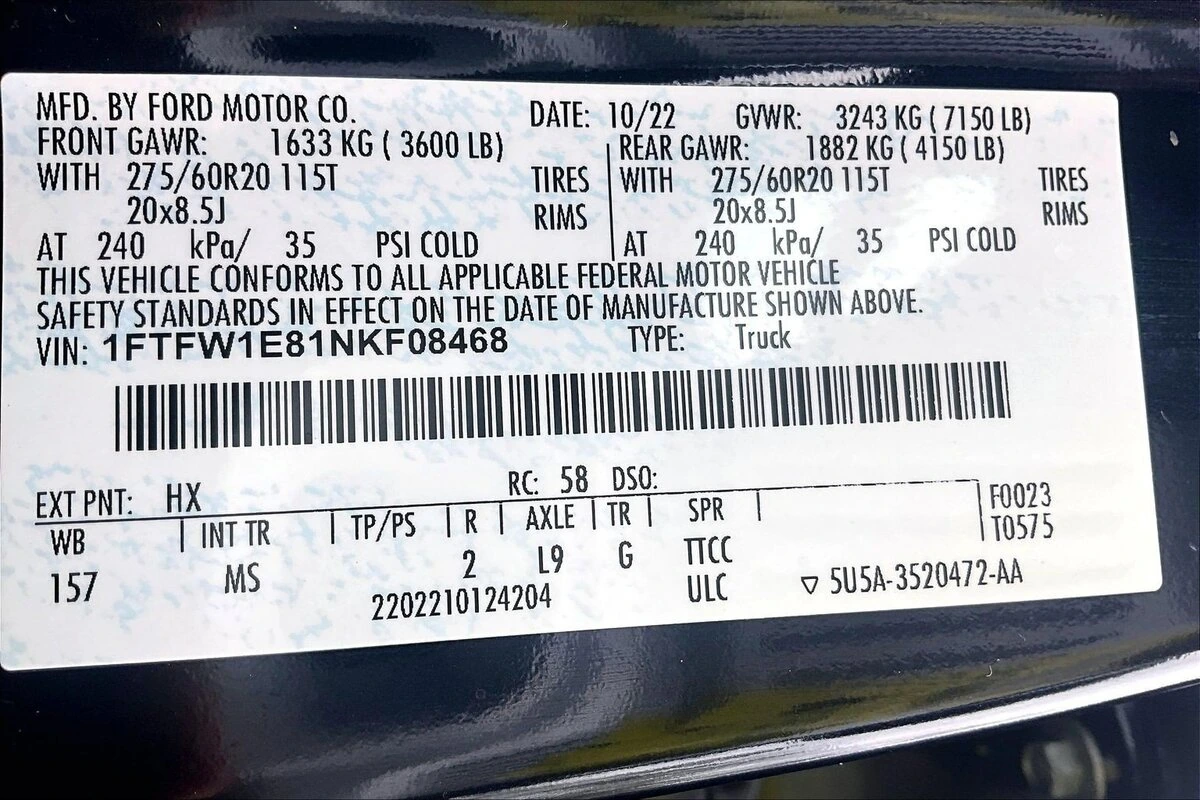 MFD. BY FORD MOTOR CO. DATE: 10/22 GVWR: 3243 KG ( 7150 LB)
FRONT GAWR: 1633 KG ( 3600 LB) REAR GAWR: 1882 KG ( 4150 LB)
WITH 275/60R20 115T TIRES WITH 275/60R20 115T TIRES
20x8.5J RIMS 20x8.5J RIMS
AT 240 kPa/ 35 PSI COLD AT 240 kPa/ 35 PSI COLD
THIS VEHICLE CONFORMS TO ALL APPLICABLE FEDERAL MOTOR VEHICLE
SAFETY STANDARDS IN EFFECT ON THE DATE OF MANUFACTURE SHOWN ABOVE.
VIN: 1FTFW1E81NKF08468 TYPE: Truck
EXT PNT: HX RC: 58 DSO:
WB INT TR TP/PS R AXLE TR SPR F0023
T0575
157 MS 2 L9 G TTCC
2202210124204 ULC ▽ 5U5A-3520472-AA